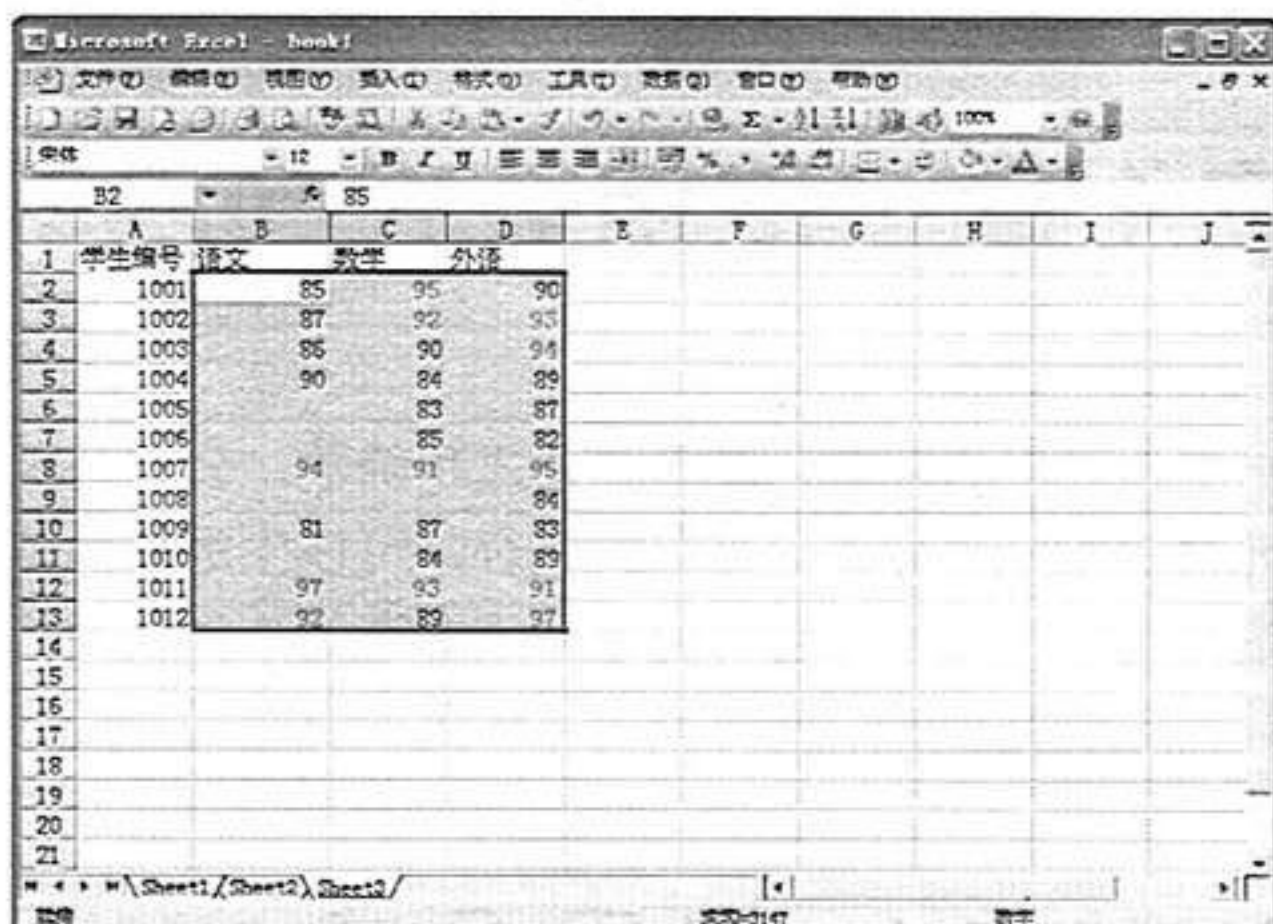 Microsoft Excel - book1
文件(F) 编辑(E) 视图(V) 插入(I) 格式(O) 工具(T) 数据(D) 窗口(W) 帮助(H)
100%
宋体 12 B I U
B2 85
A B C D E F G H I J
1 学生编号 语文 数学 外语
2 1001 85 95 90
3 1002 87 92 93
4 1003 86 90 94
5 1004 90 84 89
6 1005 83 87
7 1006 85 82
8 1007 94 91 95
9 1008 84
10 1009 81 87 83
11 1010 84 89
12 1011 97 93 91
13 1012 92 89 97
14
15
16
17
18
19
20
21
Sheet1 Sheet2 Sheet3
求和=3147